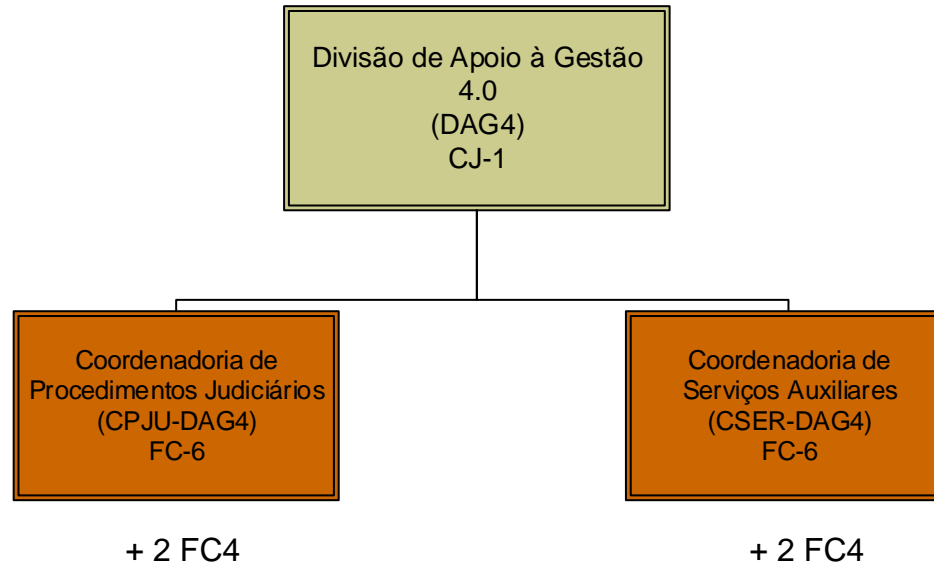 Divisão de Apoio à Gestão
4.0
(DAG4)
CJ-1
Coordenadoria de
Procedimentos Judiciários
(CPJU-DAG4)
FC-6
Coordenadoria de
Serviços Auxiliares
(CSER-DAG4)
FC-6
+ 2 FC4
+ 2 FC4